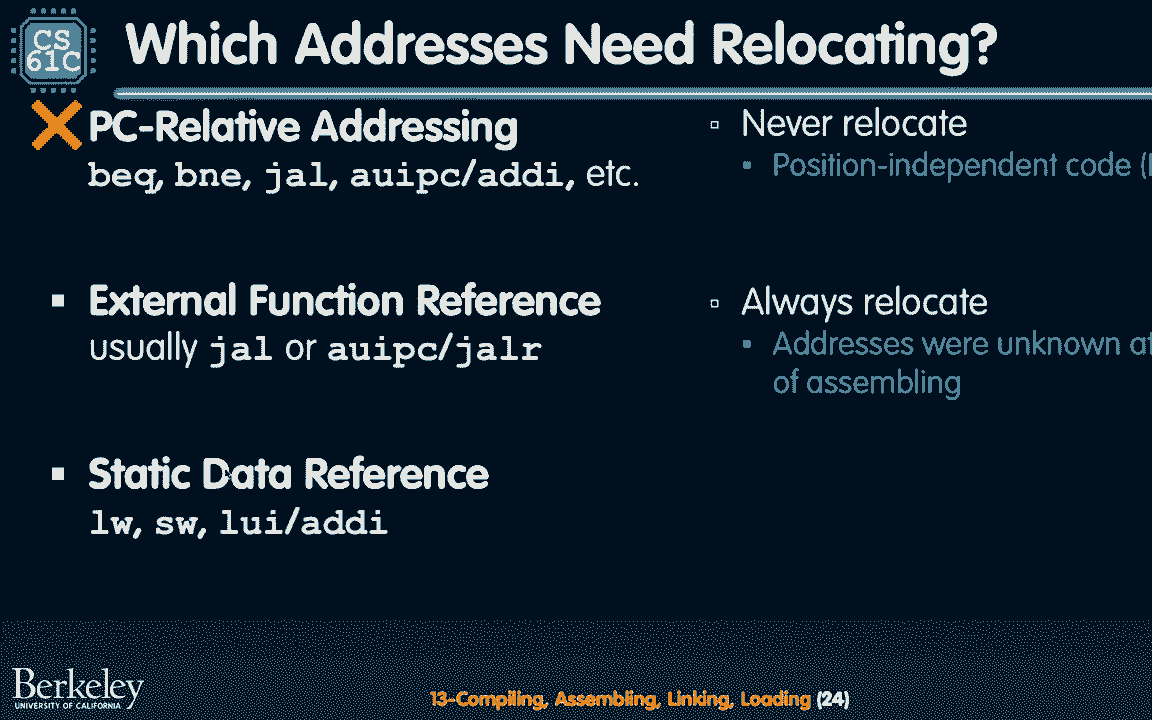 CS
61C
Which Addresses Need Relocating?
PC-Relative Addressing
beq, bne, jal, auipc/addi, etc.
Never relocate
Position-independent code (
External Function Reference
usually jal or auipc/jalr
Always relocate
Addresses were unknown at
of assembling
Static Data Reference
lw, sw, lui/addi
Berkeley
UNIVERSITY OF CALIFORNIA
13-Compiling, Assembling, Linking, Loading (24)